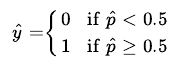 ŷ = { 0 if p̂ < 0.5
1 if p̂ ≥ 0.5